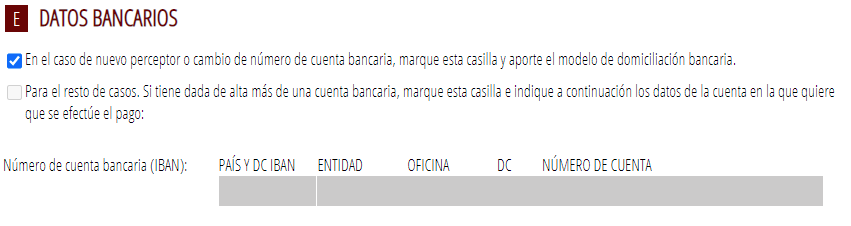 E DATOS BANCARIOS
En el caso de nuevo perceptor o cambio de número de cuenta bancaria, marque esta casilla y aporte el modelo de domiciliación bancaria.
Para el resto de casos. Si tiene dada de alta más de una cuenta bancaria, marque esta casilla e indique a continuación los datos de la cuenta en la que quiere
que se efectúe el pago:
Número de cuenta bancaria (IBAN): PAÍS Y DC IBAN ENTIDAD OFICINA DC NÚMERO DE CUENTA